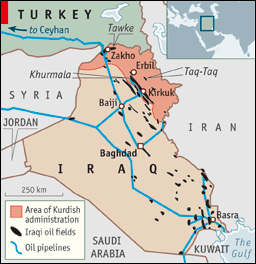 TURKEY
to Ceyhan
Tawke
Zakho
Erbil
Khurmala
Taq-Taq
Kirkuk
SYRIA
Baiji
IRAN
JORDAN
Baghdad
IRAQ
250 km
Basra
Area of Kurdish
administration
Iraqi oil fields
Oil pipelines
SAUDI
ARABIA
KUWAIT
The
Gulf